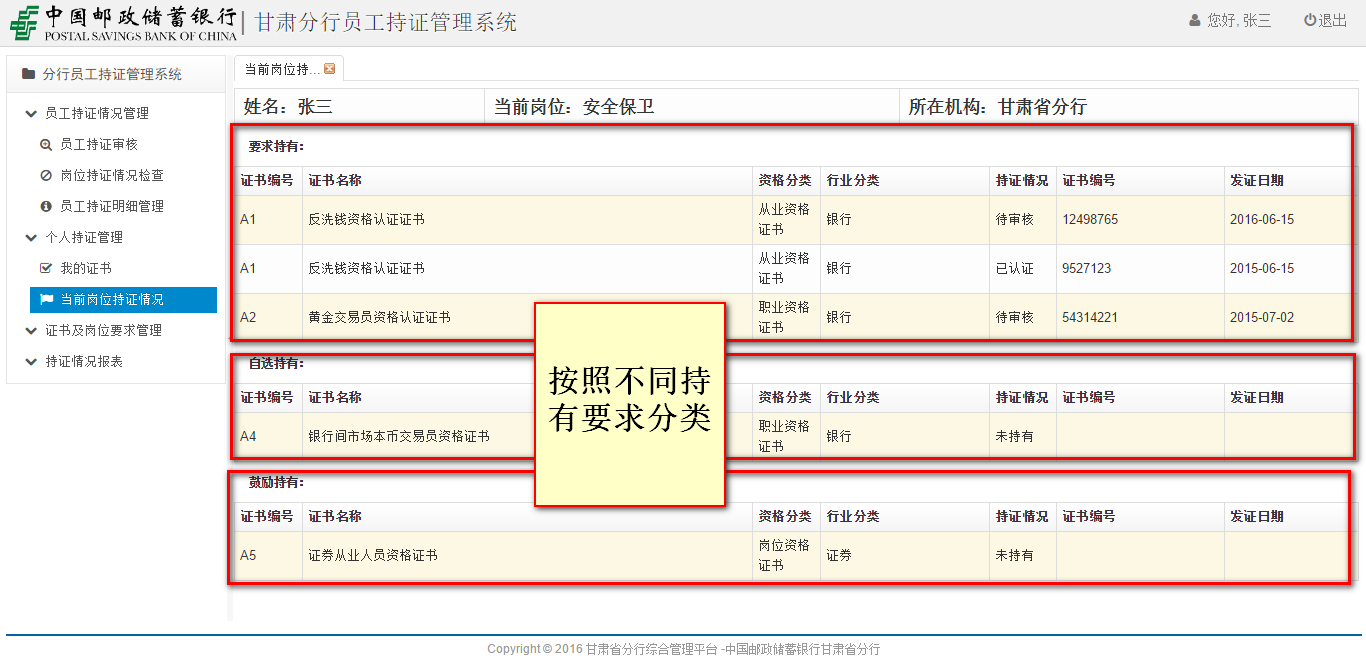 中国邮政储蓄银行
POSTAL SAVINGS BANK OF CHINA
甘肃分行员工持证管理系统
您好, 张三
退出
分行员工持证管理系统
员工持证情况管理
员工持证审核
岗位持证情况检查
员工持证明细管理
个人持证管理
我的证书
当前岗位持证情况
证书及岗位要求管理
持证情况报表
当前岗位持...
姓名：张三 当前岗位：安全保卫 所在机构：甘肃省分行
要求持有:
证书编号 证书名称 资格分类 行业分类 持证情况 证书编号 发证日期
A1 反洗钱资格认证证书 从业资格证书 银行 待审核 12498765 2016-06-15
A1 反洗钱资格认证证书 从业资格证书 银行 已认证 9527123 2015-06-15
A2 黄金交易员资格认证证书 职业资格证书 银行 待审核 54314221 2015-07-02
自选持有:
证书编号 证书名称 资格分类 行业分类 持证情况 证书编号 发证日期
A4 银行间市场本币交易员资格证书 职业资格证书 银行 未持有
鼓励持有:
证书编号 证书名称 资格分类 行业分类 持证情况 证书编号 发证日期
A5 证券从业人员资格证书 岗位资格证书 证券 未持有
按照不同持
有要求分类
Copyright © 2016 甘肃省分行综合管理平台 -中国邮政储蓄银行甘肃省分行